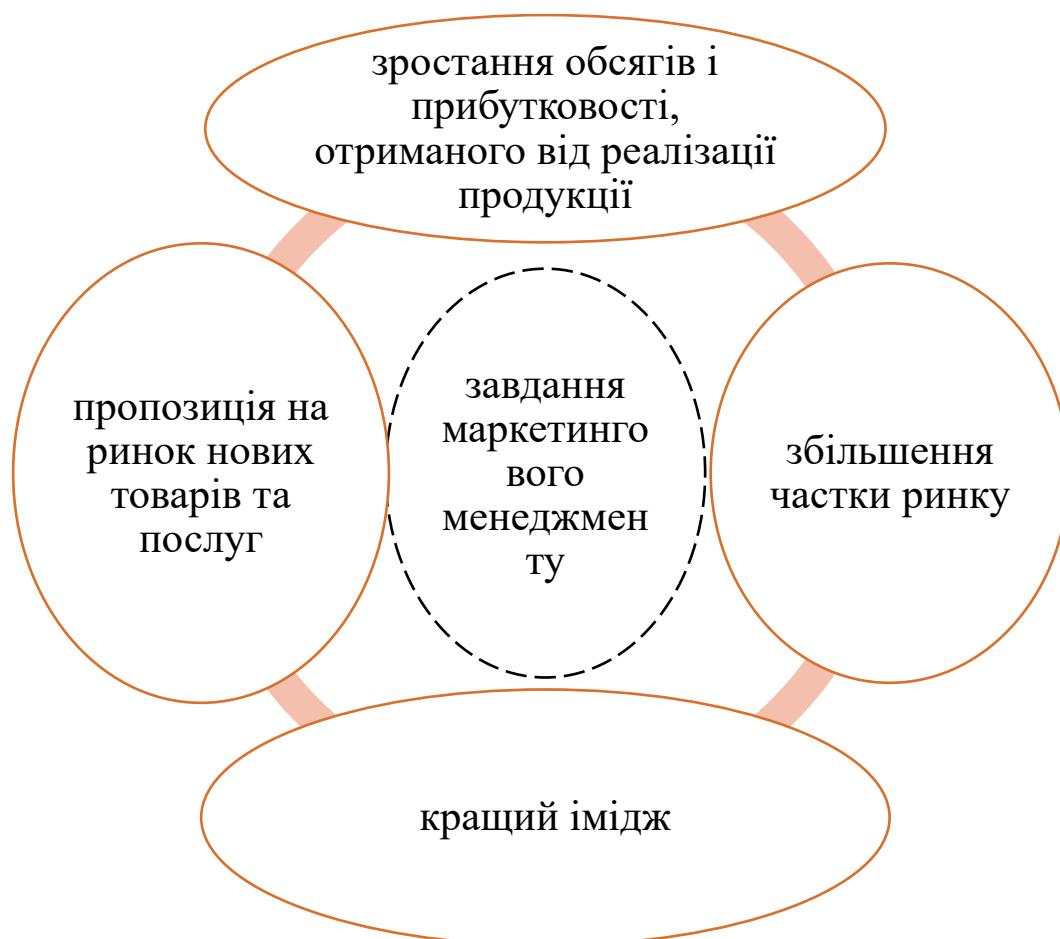 зростання обсягів і
прибутковості,
отриманого від реалізації
продукції
пропозиція на
ринок нових
товарів та
послуг
завдання
маркетинго
вого
менеджмен
ту
збільшення
частки ринку
кращий імідж